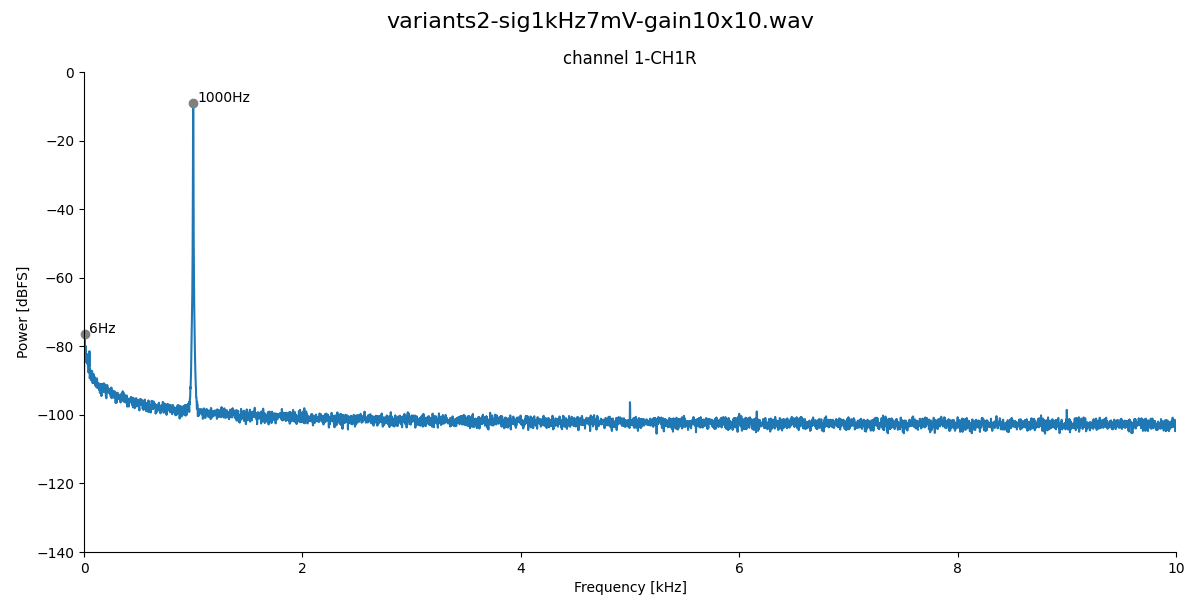 variants2-sig1kHz7mV-gain10x10.wav
channel 1-CH1R
0
1000Hz
−20
−40
−60
6Hz
−80
−100
−120
−140
Power [dBFS]
0 2 4 6 8 10
Frequency [kHz]